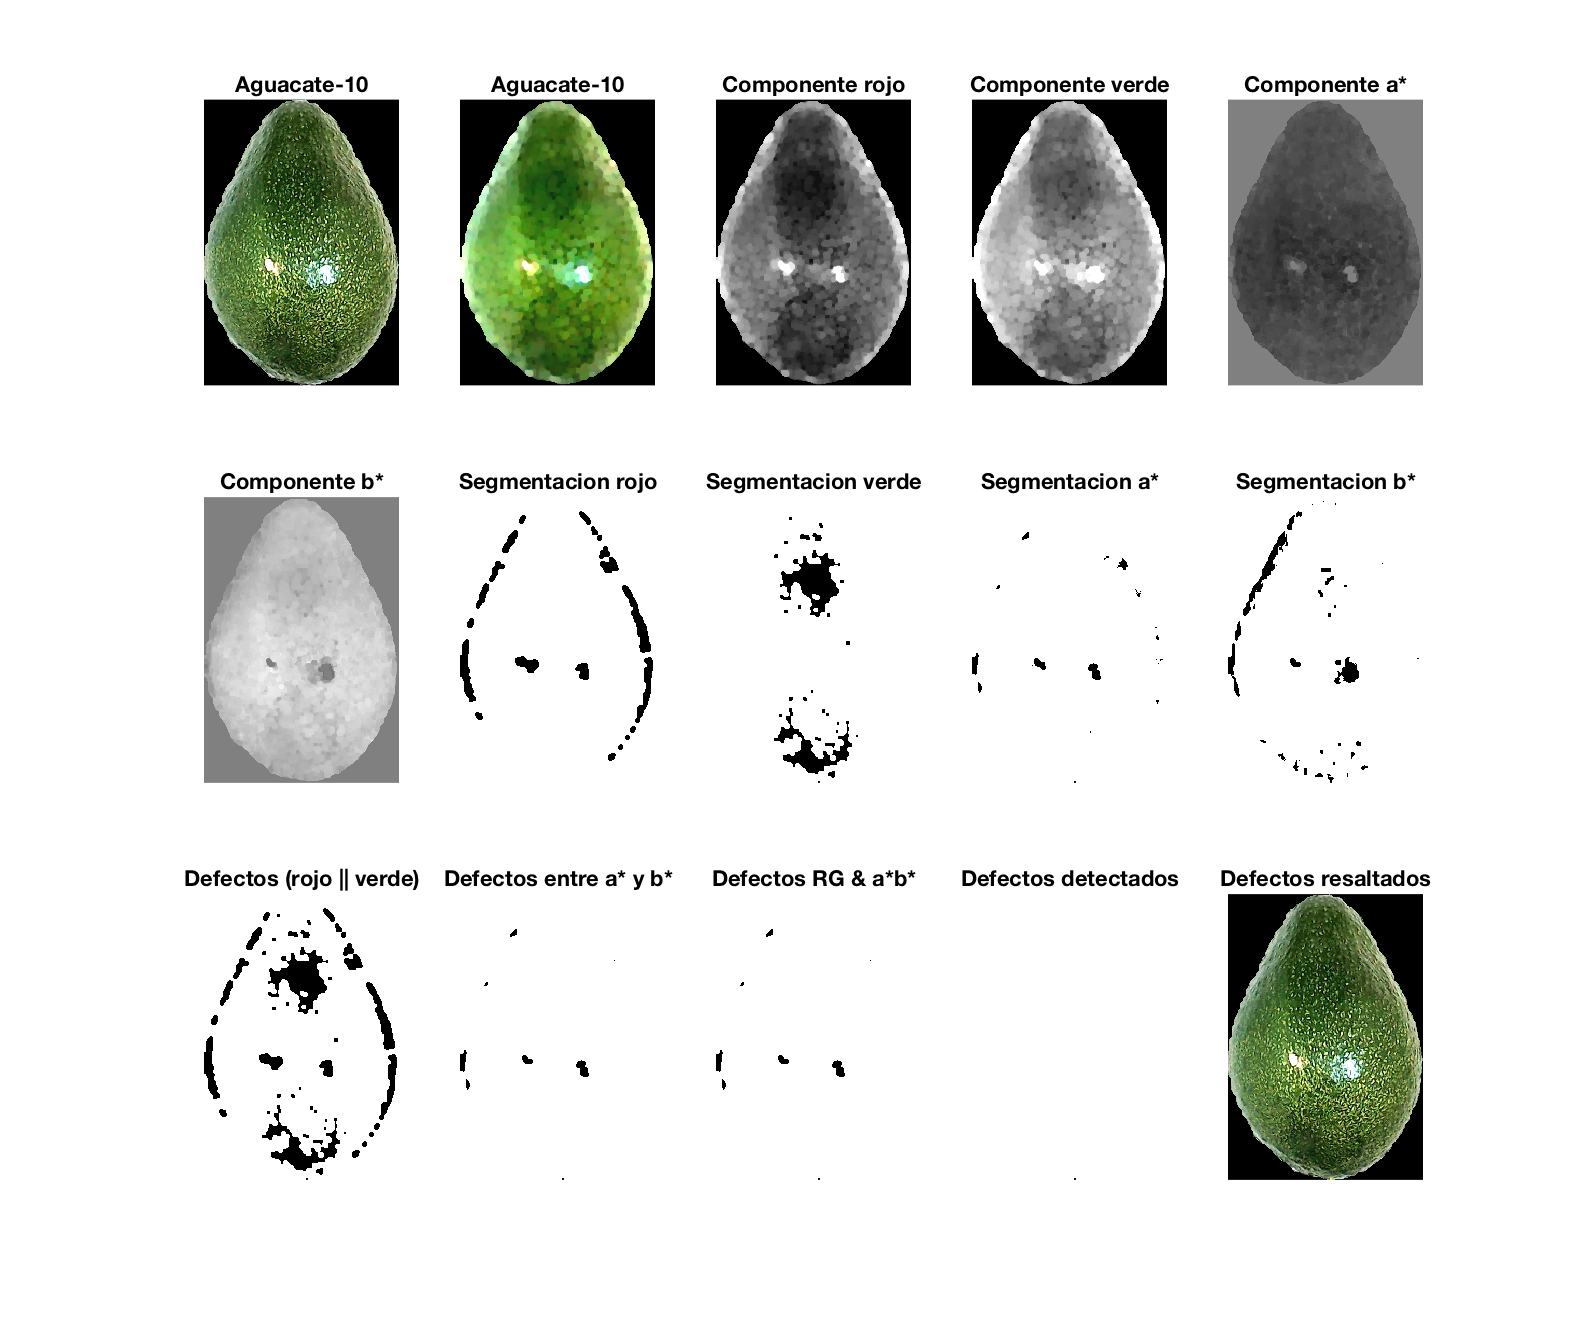 Aguacate-10
Aguacate-10
Componente rojo
Componente verde
Componente a*
Componente b*
Segmentacion rojo
Segmentacion verde
Segmentacion a*
Segmentacion b*
Defectos (rojo || verde)
Defectos entre a* y b*
Defectos RG & a*b*
Defectos detectados
Defectos resaltados